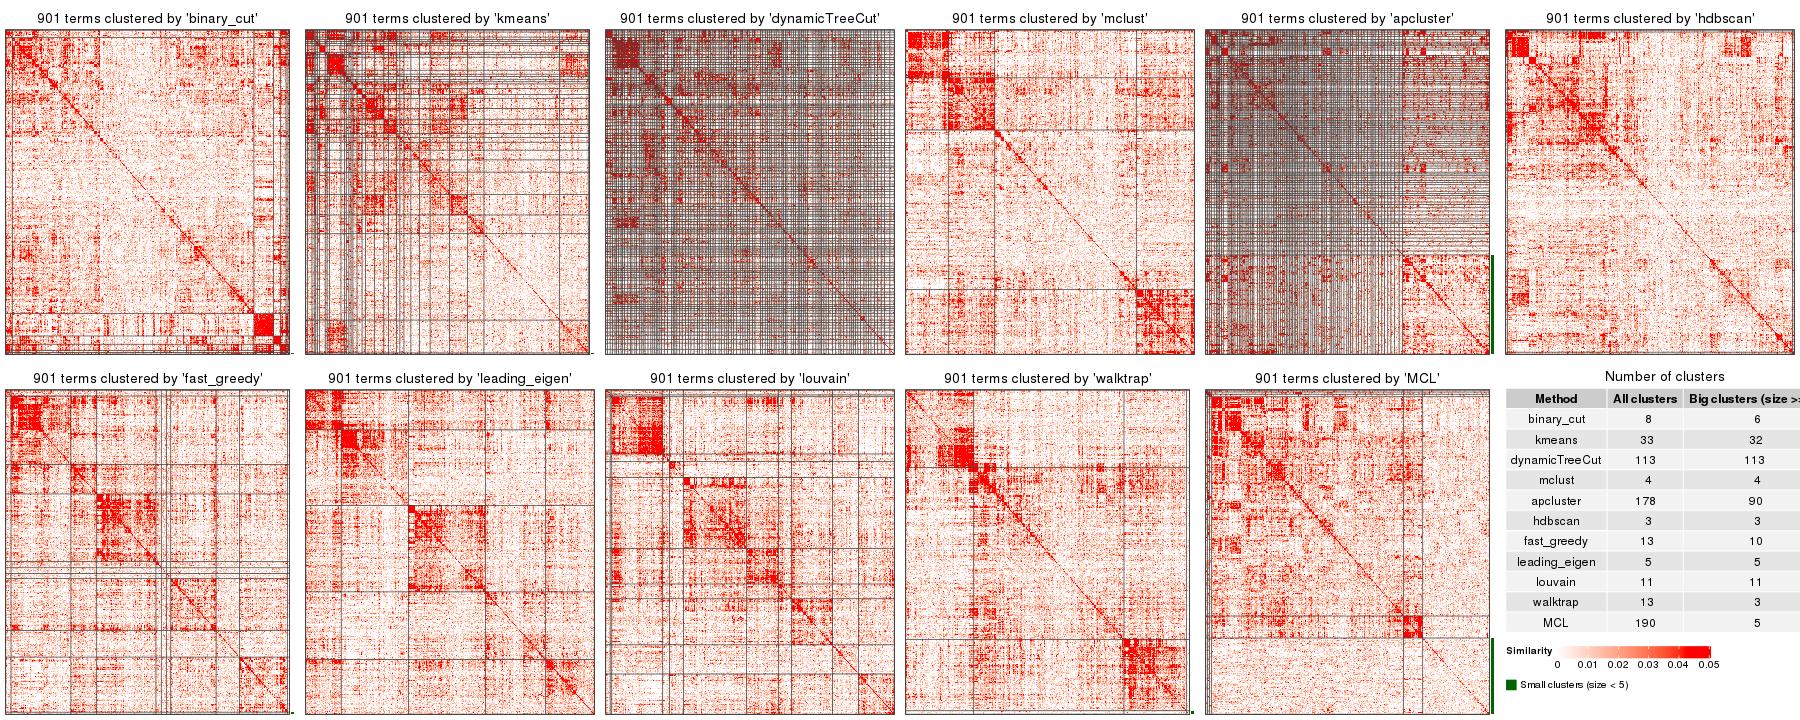 901 terms clustered by 'binary_cut'
901 terms clustered by 'kmeans'
901 terms clustered by 'dynamicTreeCut'
901 terms clustered by 'mclust'
901 terms clustered by 'apcluster'
901 terms clustered by 'hdbscan'
901 terms clustered by 'fast_greedy'
901 terms clustered by 'leading_eigen'
901 terms clustered by 'louvain'
901 terms clustered by 'walktrap'
901 terms clustered by 'MCL'
Number of clusters
Method All clusters Big clusters (size >
binary_cut 8 6
kmeans 33 32
dynamicTreeCut 113 113
mclust 4 4
apcluster 178 90
hdbscan 3 3
fast_greedy 13 10
leading_eigen 5 5
louvain 11 11
walktrap 13 3
MCL 190 5
Similarity
0 0.01 0.02 0.03 0.04 0.05
Small clusters (size < 5)